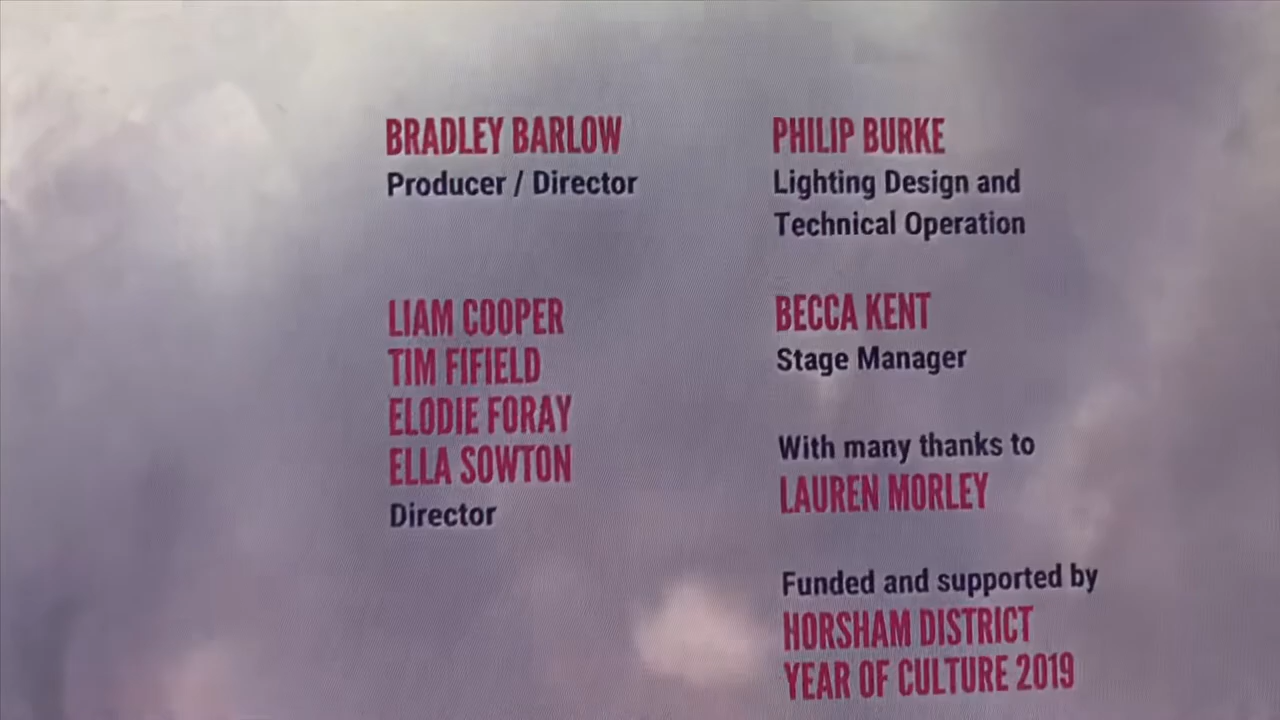 BRADLEY BARLOW
Producer / Director
LIAM COOPER
TIM FIFIELD
ELODIE FORAY
ELLA SOWTON
Director
PHILIP BURKE
Lighting Design and
Technical Operation
BECCA KENT
Stage Manager
With many thanks to
LAUREN MORLEY
Funded and supported by
HORSHAM DISTRICT
YEAR OF CULTURE 2019